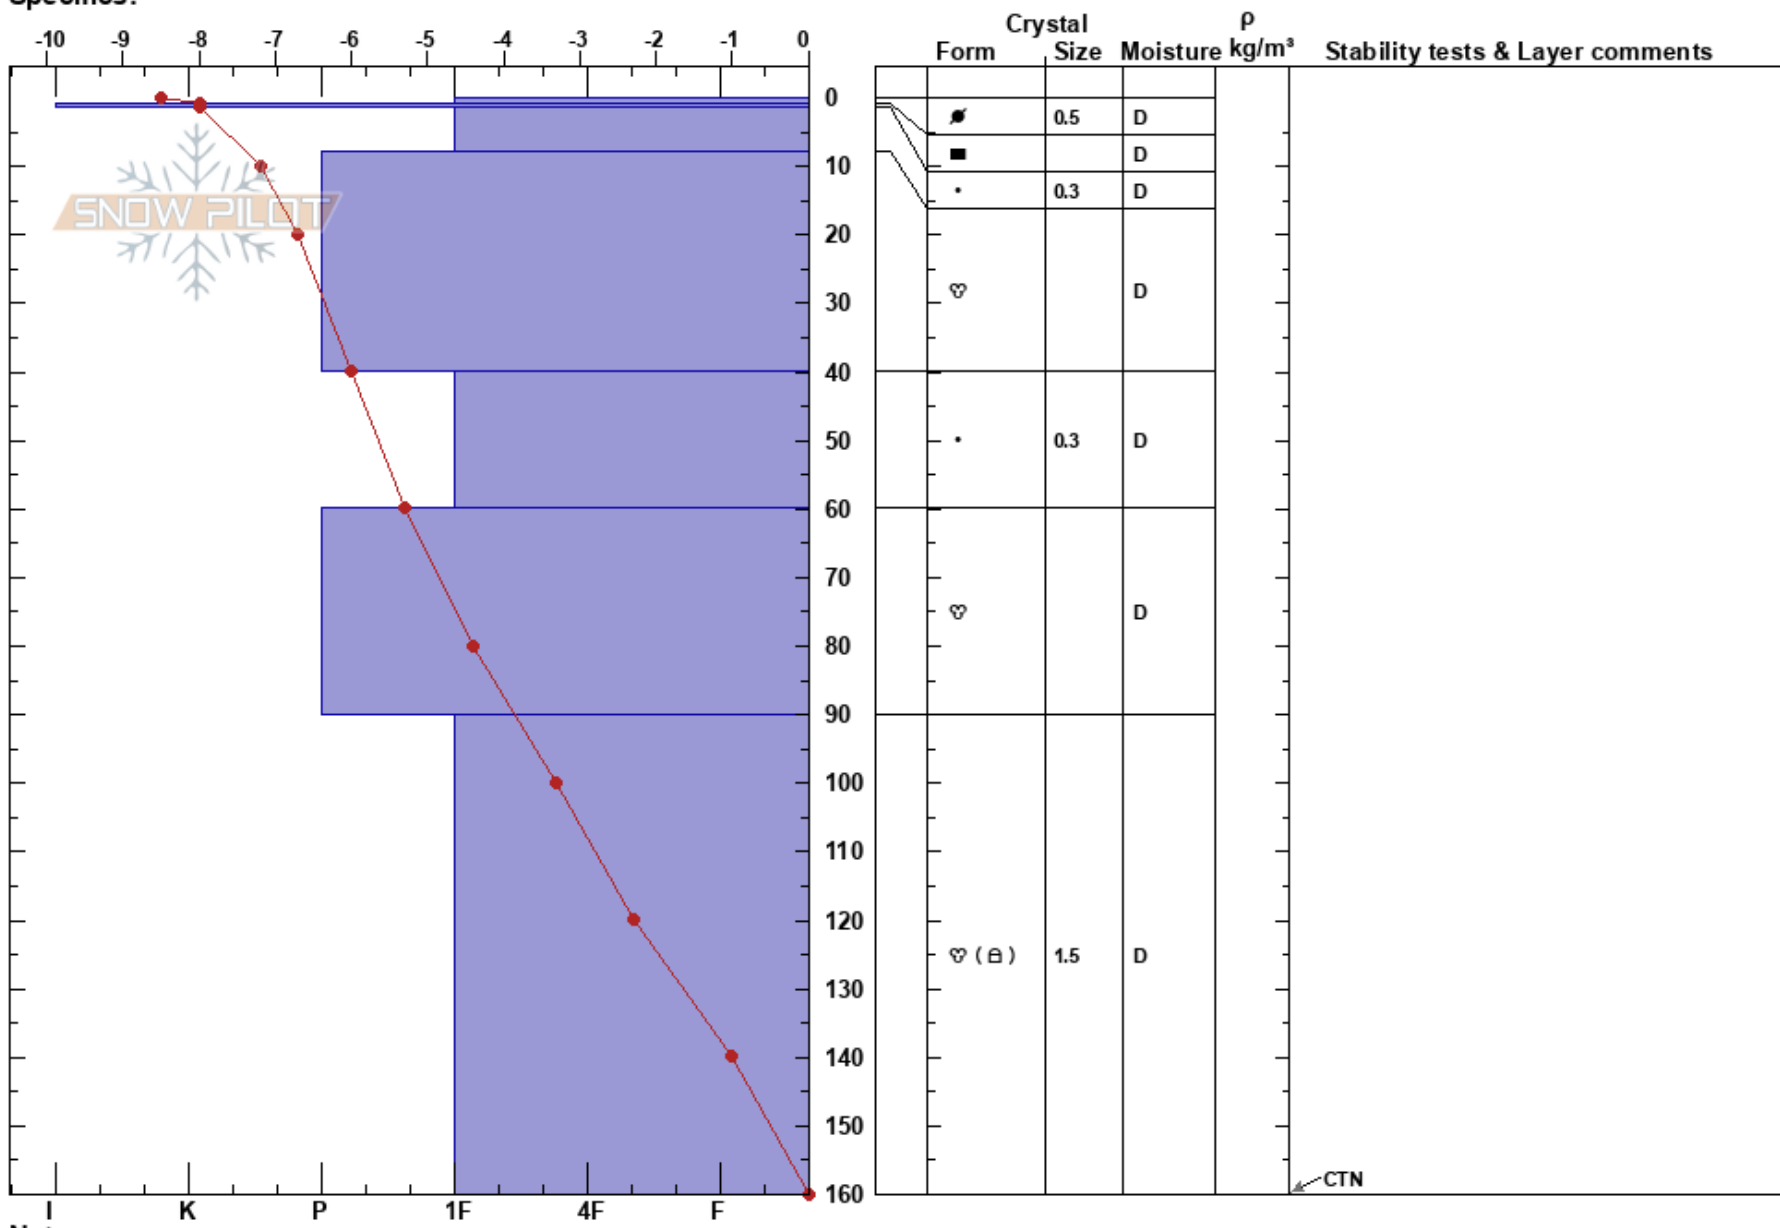 Crystal ρ
-10 -9 -8 -7 -6 -5 -4 -3 -2 -1 0
Form Size Moisture kg/m³ Stability tests & Layer comments
0
0.5 D
D
10
0.3 D
SNOW PILOT
20
D
30
40
0.3 D
50
60
70
D
80
90
100
110
120
( ) 1.5 D
130
140
150
CTN
160
I K P 1F 4F F